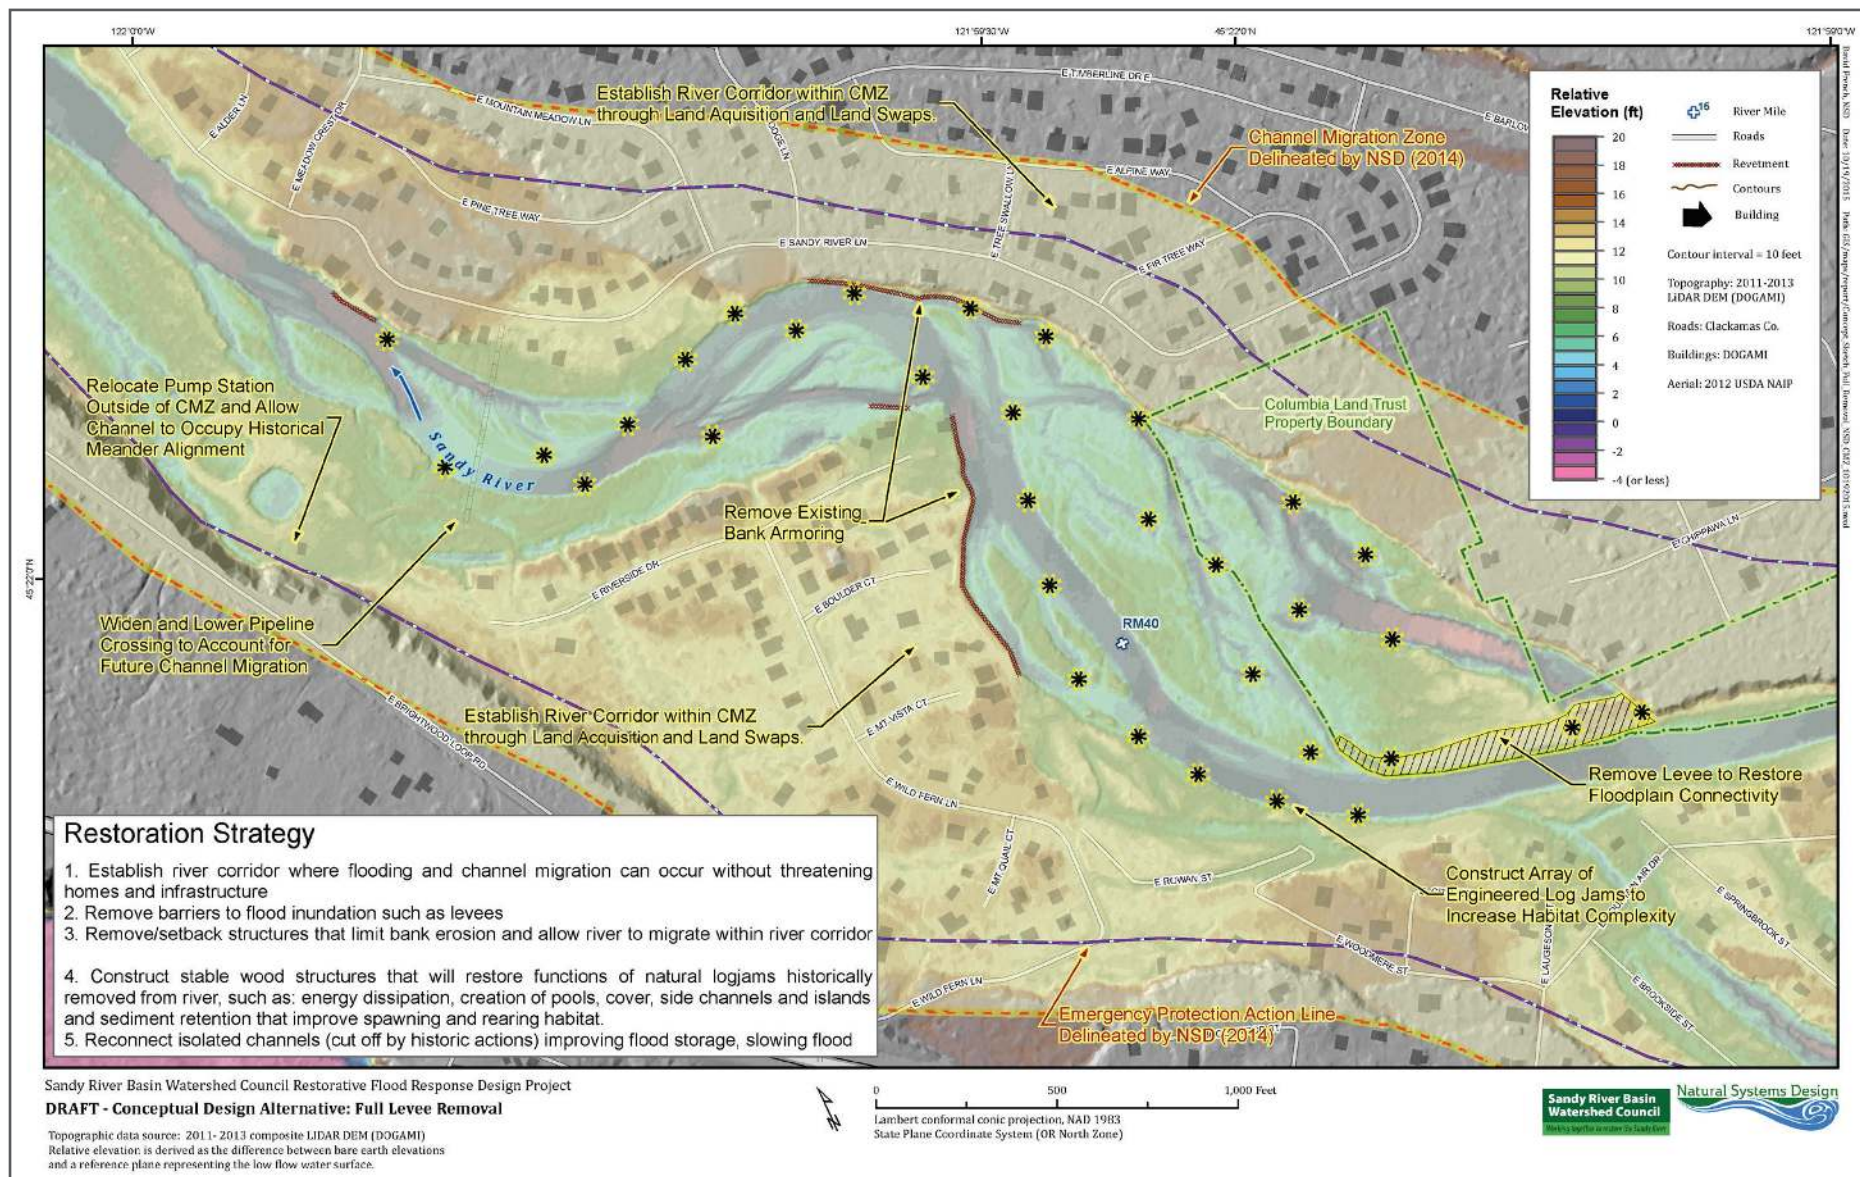 122°0'0"W
121°59'30"W
45°22'0"N
121°59'0"W
45°22'0"N
E ALDER LN
E MEADOW CREST DR
E MOUNTAIN MEADOW LN
E PINE TREE WAY
E TIMBERLINE DR E
E SANDY RIVER LN
E TREE SWALLOW LN
E ALPINE WAY
E FIR TREE WAY
E CHIPPAWA LN
Establish River Corridor within CMZ
through Land Aquisition and Land Swaps.
Channel Migration Zone
Delineated by NSD (2014)
Relative
Elevation (ft)
20
18
16
14
12
10
8
6
4
2
0
-2
-4 (or less)
16
River Mile
Roads
Revetment
Contours
Building
Contour interval = 10 feet
Topography: 2011-2013
LiDAR DEM (DOGAMI)
Roads: Clackamas Co.
Buildings: DOGAMI
Aerial: 2012 USDA NAIP
Relocate Pump Station
Outside of CMZ and Allow
Channel to Occupy Historical
Meander Alignment
Sandy River
Columbia Land Trust
Property Boundary
Remove Existing
Bank Armoring
E RIVERSIDE DR
E BOULDER CT
Widen and Lower Pipeline
Crossing to Account for
Future Channel Migration
RM40
E BRIGHTWOOD LOOP RD
Establish River Corridor within CMZ
through Land Acquisition and Land Swaps.
E MT VISTA CT
E WILD FERN LN
E MT QUAIL CT
E ROWAN ST
Remove Levee to Restore
Floodplain Connectivity
Construct Array of
Engineered Log Jams to
Increase Habitat Complexity
E SPRINGBROOK ST
E BROOKSIDE ST
E LAUGESON ST
E WOODMERE ST
E WILD FERN LN
Emergency Protection Action Line
Delineated by NSD (2014)
Restoration Strategy
1. Establish river corridor where flooding and channel migration can occur without threatening
homes and infrastructure
2. Remove barriers to flood inundation such as levees
3. Remove/setback structures that limit bank erosion and allow river to migrate within river corridor
4. Construct stable wood structures that will restore functions of natural logjams historically
removed from river, such as: energy dissipation, creation of pools, cover, side channels and islands
and sediment retention that improve spawning and rearing habitat.
5. Reconnect isolated channels (cut off by historic actions) improving flood storage, slowing flood
Sandy River Basin Watershed Council Restorative Flood Response Design Project
DRAFT - Conceptual Design Alternative: Full Levee Removal
Topographic data source: 2011- 2013 composite LIDAR DEM (DOGAMI)
Relative elevation is derived as the difference between bare earth elevations
and a reference plane representing the low flow water surface.
N
0 500 1,000 Feet
Lambert conformal conic projection, NAD 1983
State Plane Coordinate System (OR North Zone)
Sandy River Basin
Watershed Council
Natural Systems Design